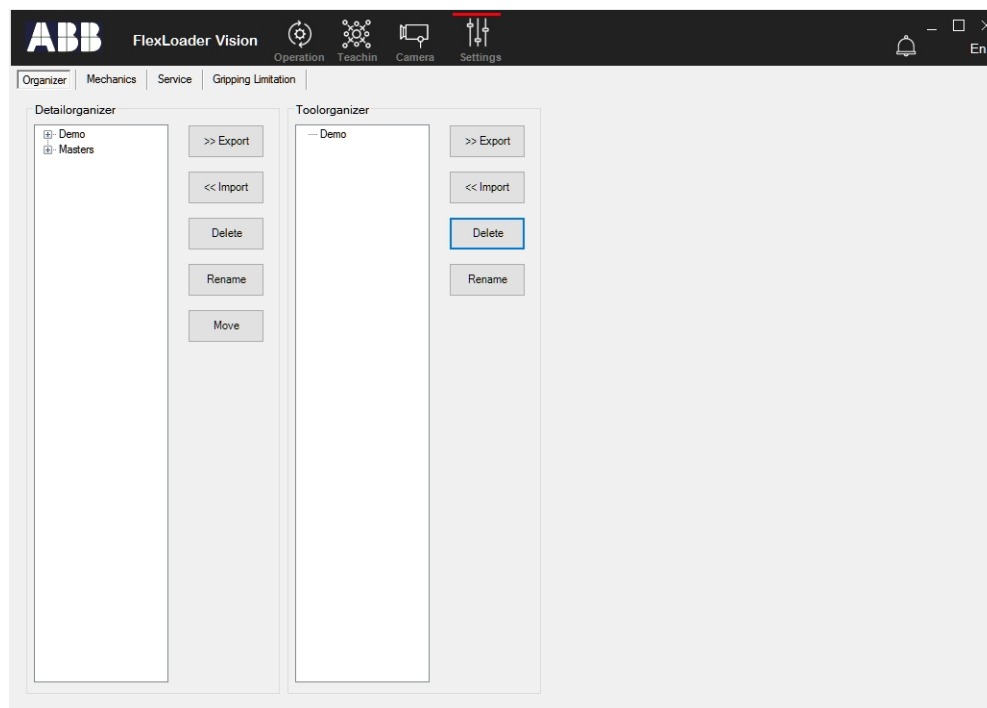 ABB FlexLoader Vision
Operation Teachin Camera Settings
En
Organizer Mechanics Service Gripping Limitation
Detailorganizer
Demo
Masters
>> Export
<< Import
Delete
Rename
Move
Toolorganizer
Demo
>> Export
<< Import
Delete
Rename